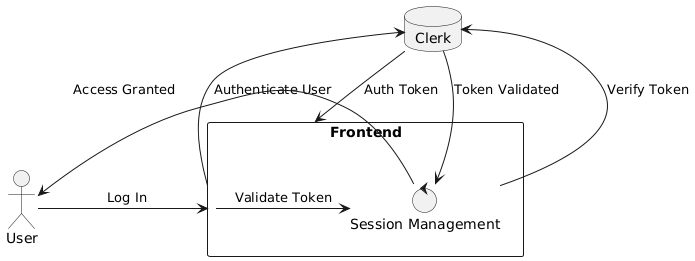 Clerk
Access Granted
Authenticate User
Auth Token
Token Validated
Verify Token
Frontend
Log In
Validate Token
User
Session Management